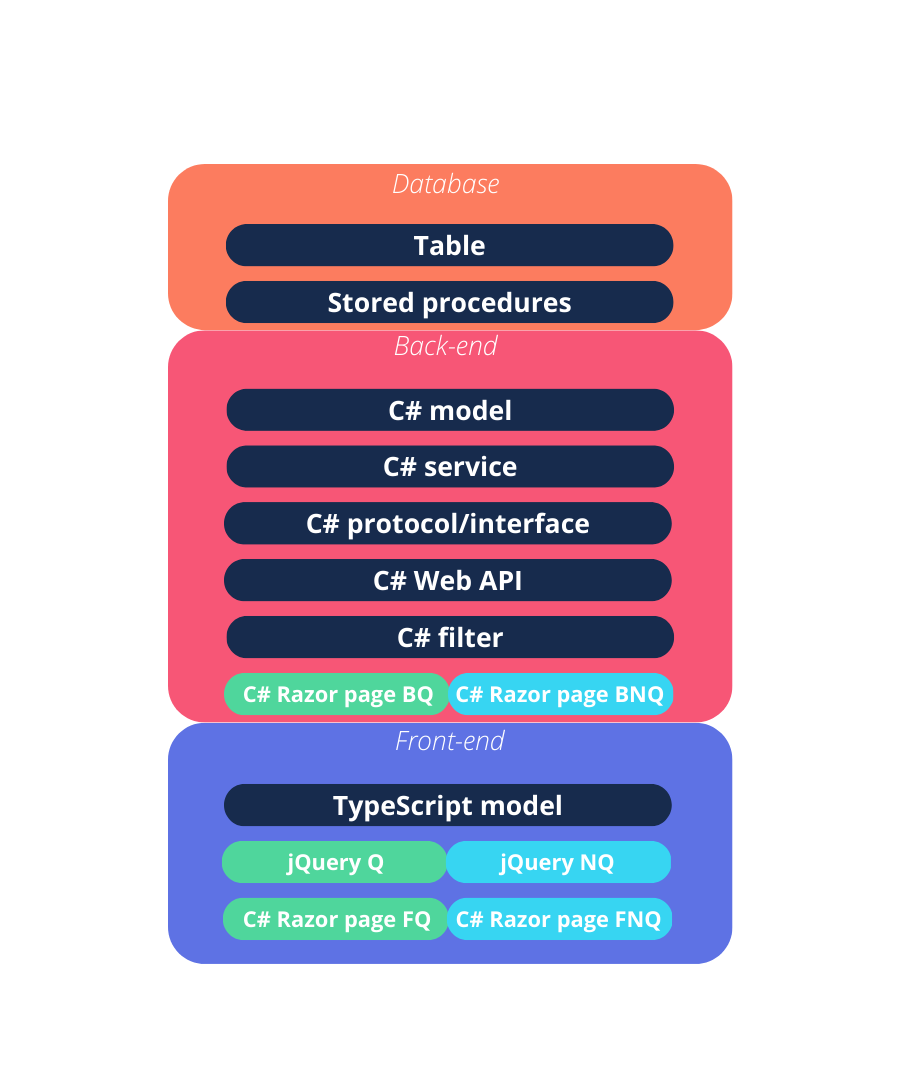 Database
Table
Stored procedures
Back-end
C# model
C# service
C# protocol/interface
C# Web API
C# filter
C# Razor page BQ
C# Razor page BNQ
Front-end
TypeScript model
jQuery Q
jQuery NQ
C# Razor page FQ
C# Razor page FNQ